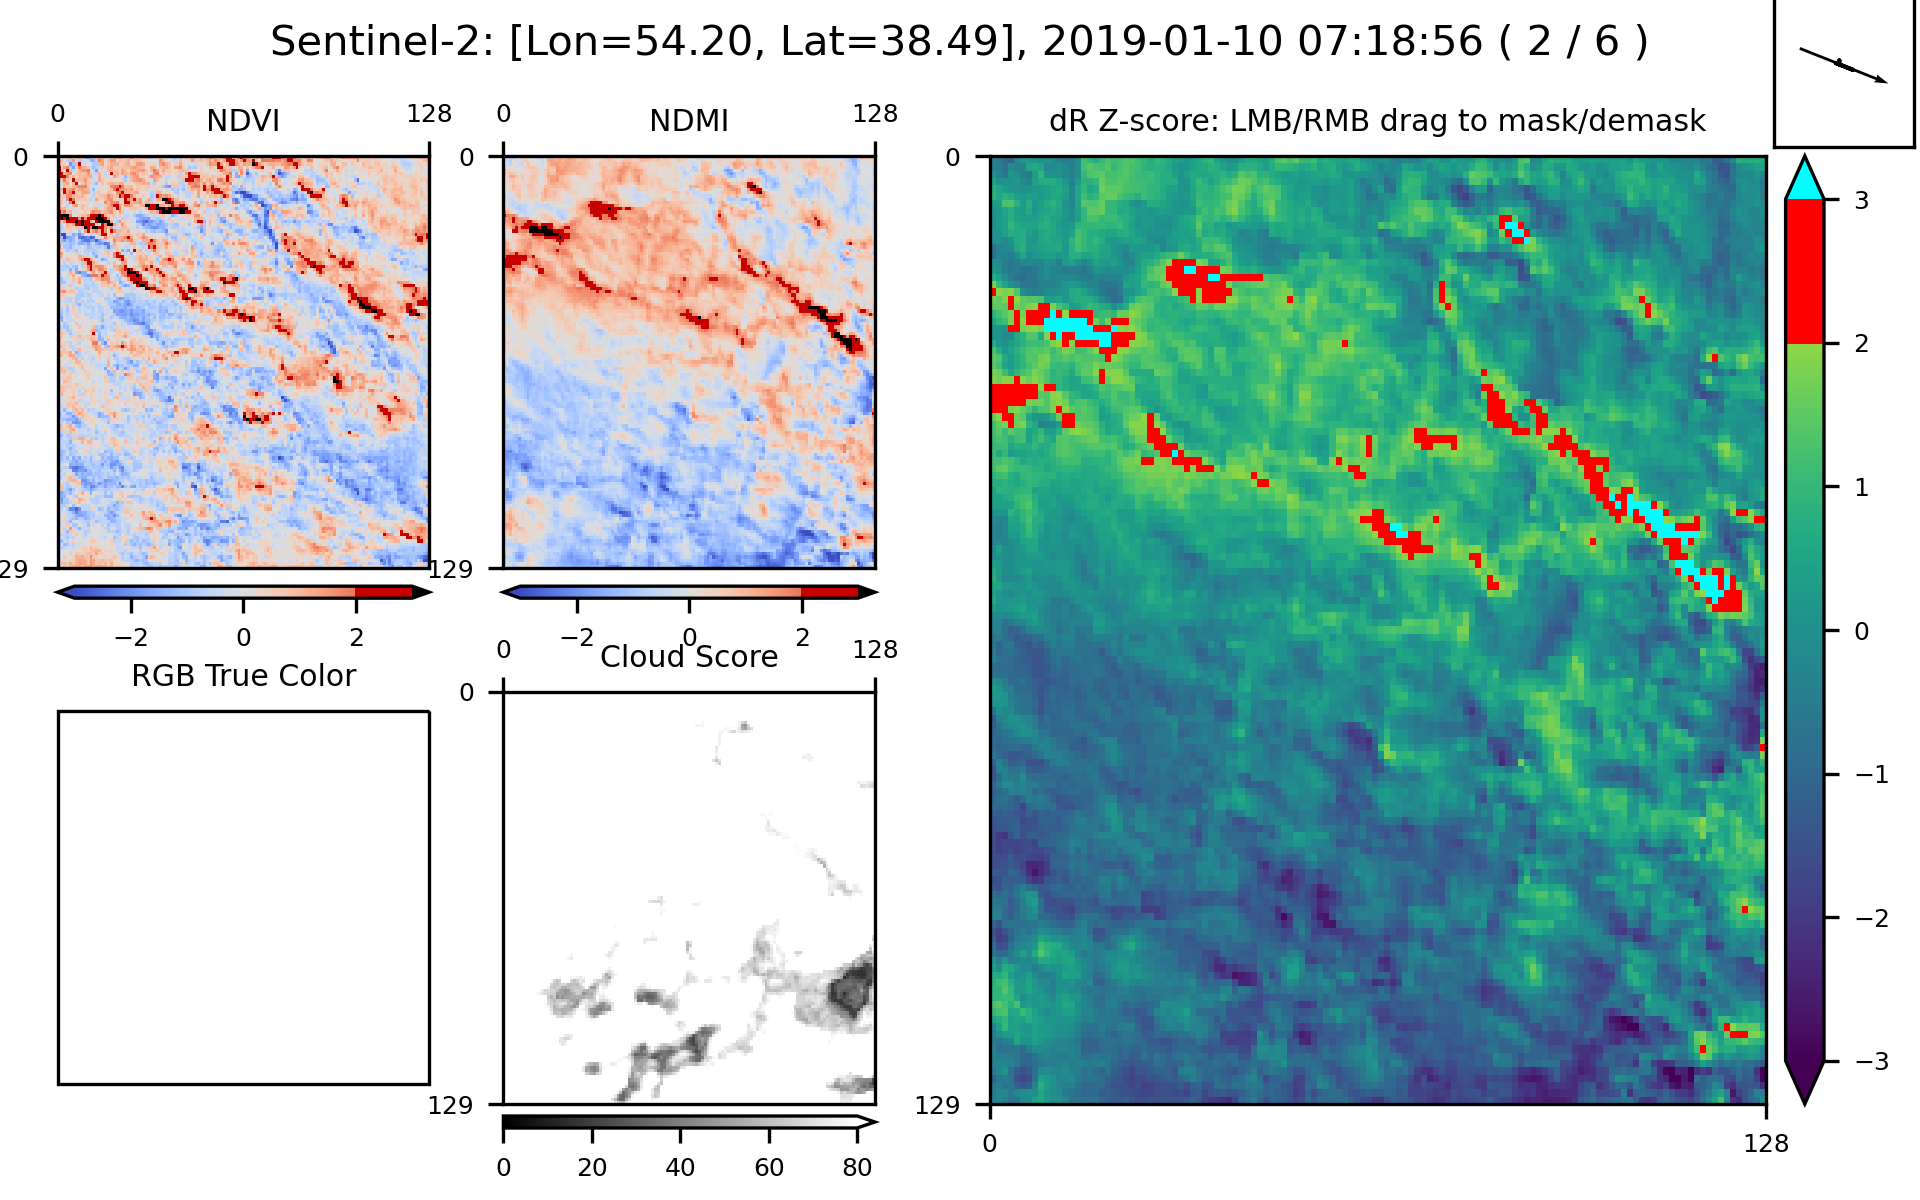 Sentinel-2: [Lon=54.20, Lat=38.49], 2019-01-10 07:18:56 ( 2 / 6 )
0 NDVI 128
0
29
−2 0 2
0 NDMI 128
0
129
−2 0 2
dR Z-score: LMB/RMB drag to mask/demask
0
129
0 128
3
2
1
0
−1
−2
−3
RGB True Color
0 Cloud Score 128
0
129
0 20 40 60 80